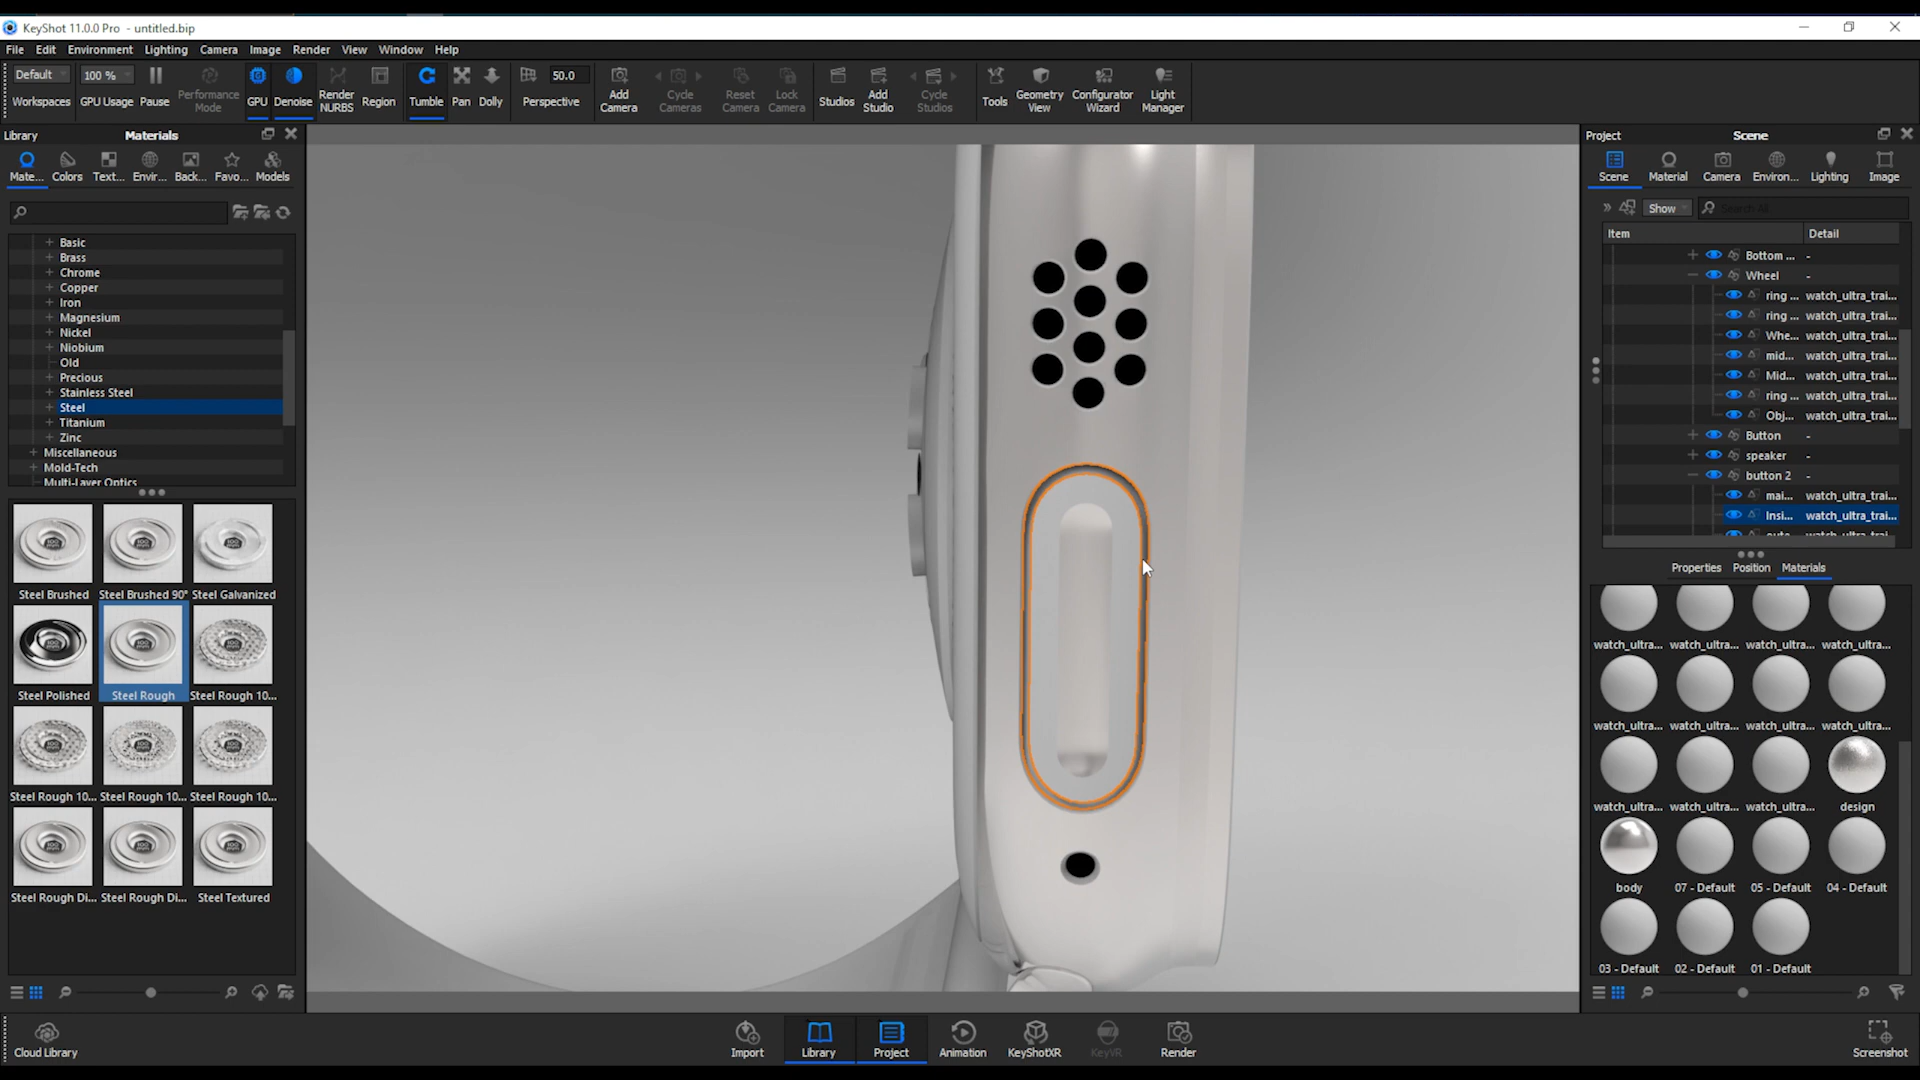 KeyShot 11.0.0 Pro - untitled.bip
File Edit Environment Lighting Camera Image Render View Window Help
Default 100 % 50.0
Workspaces GPU Usage Pause Performance Mode GPU Denoise Render NURBS Region Tumble Pan Dolly Perspective Add Camera Cycle Cameras Reset Camera Lock Camera Studios Add Studio Cycle Studios Tools Geometry View Configurator Wizard Light Manager
Library Materials
Mate... Colors Text... Envir... Back... Favo... Models
Basic
Brass
Chrome
Copper
Iron
Magnesium
Nickel
Niobium
Old
Precious
Stainless Steel
Steel
Titanium
Zinc
Miscellaneous
Mold-Tech
Multi-Layer Optics
Steel Brushed Steel Brushed 90° Steel Galvanized
Steel Polished Steel Rough Steel Rough 10...
Steel Rough 10... Steel Rough 10... Steel Rough 10...
Steel Rough Di... Steel Rough Di... Steel Textured
Project Scene
Scene Material Camera Environ... Lighting Image
Show Search All
Item Detail
Bottom ... -
Wheel -
ring ... watch_ultra_trai...
ring ... watch_ultra_trai...
Whe... watch_ultra_trai...
mid... watch_ultra_trai...
Mid... watch_ultra_trai...
ring ... watch_ultra_trai...
Obj... watch_ultra_trai...
Button -
speaker -
button 2 -
mai... watch_ultra_trai...
Insi... watch_ultra_trai...
Properties Position Materials
watch_ultra... watch_ultra... watch_ultra... watch_ultra...
watch_ultra... watch_ultra... watch_ultra... watch_ultra...
watch_ultra... watch_ultra... watch_ultra... design
body 07 - Default 05 - Default 04 - Default
03 - Default 02 - Default 01 - Default
Cloud Library Import Library Project Animation KeyShotXR KeyVR Render Screenshot